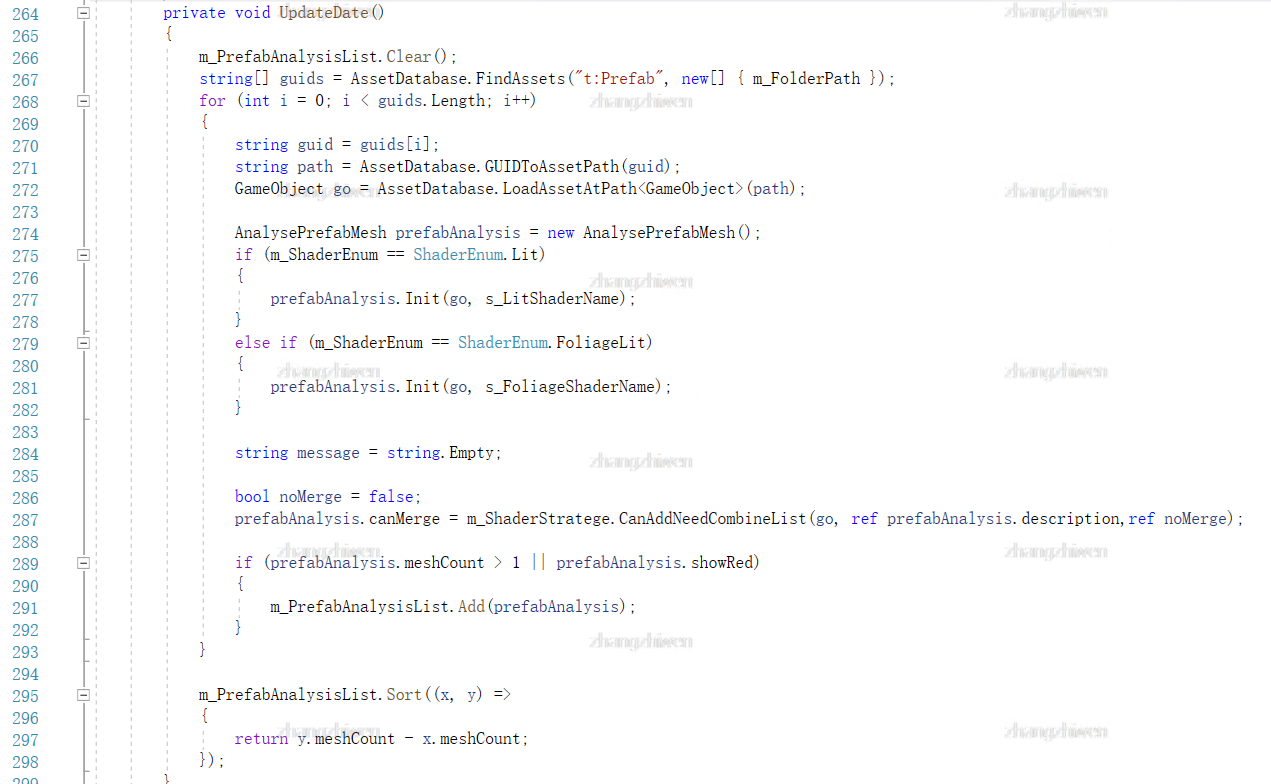 264 private void UpdateDate()
265 {
266 m_PrefabAnalysisList.Clear();
267 string[] guids = AssetDatabase.FindAssets("t:Prefab", new[] { m_FolderPath });
268 for (int i = 0; i < guids.Length; i++)
269 {
270 string guid = guids[i];
271 string path = AssetDatabase.GUIDToAssetPath(guid);
272 GameObject go = AssetDatabase.LoadAssetAtPath<GameObject>(path);
273
274 AnalysePrefabMesh prefabAnalysis = new AnalysePrefabMesh();
275 if (m_ShaderEnum == ShaderEnum.Lit)
276 {
277 prefabAnalysis.Init(go, s_LitShaderName);
278 }
279 else if (m_ShaderEnum == ShaderEnum.FoliageLit)
280 {
281 prefabAnalysis.Init(go, s_FoliageShaderName);
282 }
283
284 string message = string.Empty;
285
286 bool noMerge = false;
287 prefabAnalysis.canMerge = m_ShaderStratege.CanAddNeedCombineList(go, ref prefabAnalysis.description,ref noMerge);
288
289 if (prefabAnalysis.meshCount > 1 || prefabAnalysis.showRed)
290 {
291 m_PrefabAnalysisList.Add(prefabAnalysis);
292 }
293 }
294
295 m_PrefabAnalysisList.Sort((x, y) =>
296 {
297 return y.meshCount - x.meshCount;
298 });
299 }